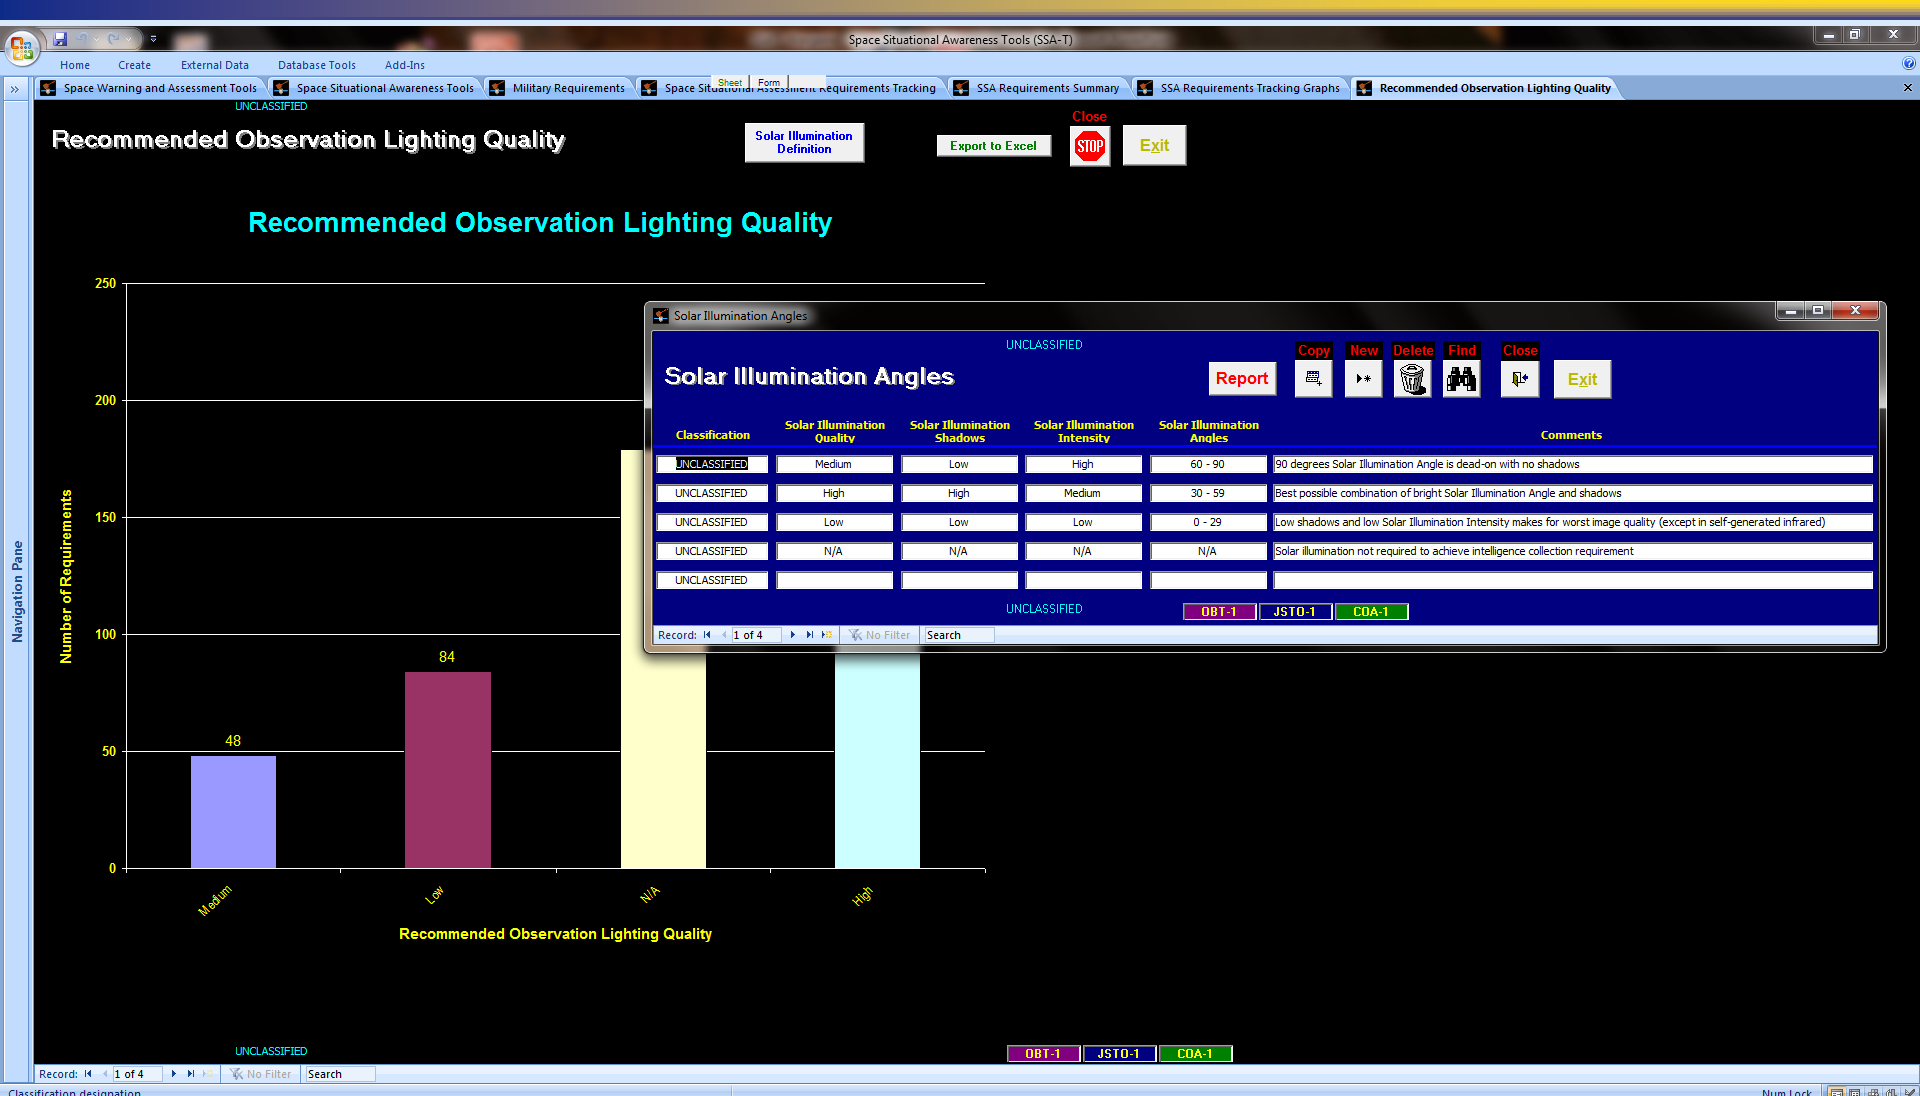 Space Situational Awareness Tools (SSA-T)
Home Create External Data Database Tools Add-Ins
Sheet Form
Space Warning and Assessment Tools Space Situational Awareness Tools Military Requirements Space Situational Assessment Requirements Tracking SSA Requirements Summary SSA Requirements Tracking Graphs Recommended Observation Lighting Quality
UNCLASSIFIED
Recommended Observation Lighting Quality
Solar Illumination
Definition
Export to Excel
Close
STOP
Exit
Recommended Observation Lighting Quality
Number of Requirements
250
200
150
100
50
0
48
84
Medium Low N/A High
Recommended Observation Lighting Quality
Solar Illumination Angles
UNCLASSIFIED
Solar Illumination Angles
Report
Copy New Delete Find Close
Exit
Classification Solar Illumination Quality Solar Illumination Shadows Solar Illumination Intensity Solar Illumination Angles Comments
UNCLASSIFIED Medium Low High 60 - 90 90 degrees Solar Illumination Angle is dead-on with no shadows
UNCLASSIFIED High High Medium 30 - 59 Best possible combination of bright Solar Illumination Angle and shadows
UNCLASSIFIED Low Low Low 0 - 29 Low shadows and low Solar Illumination Intensity makes for worst image quality (except in self-generated infrared)
UNCLASSIFIED N/A N/A N/A N/A Solar illumination not required to achieve intelligence collection requirement
UNCLASSIFIED
UNCLASSIFIED
OBT-1 JSTO-1 COA-1
Record: 1 of 4 No Filter Search
Navigation Pane
UNCLASSIFIED
OBT-1 JSTO-1 COA-1
Record: 1 of 4 No Filter Search
Classification designation
Num Lock